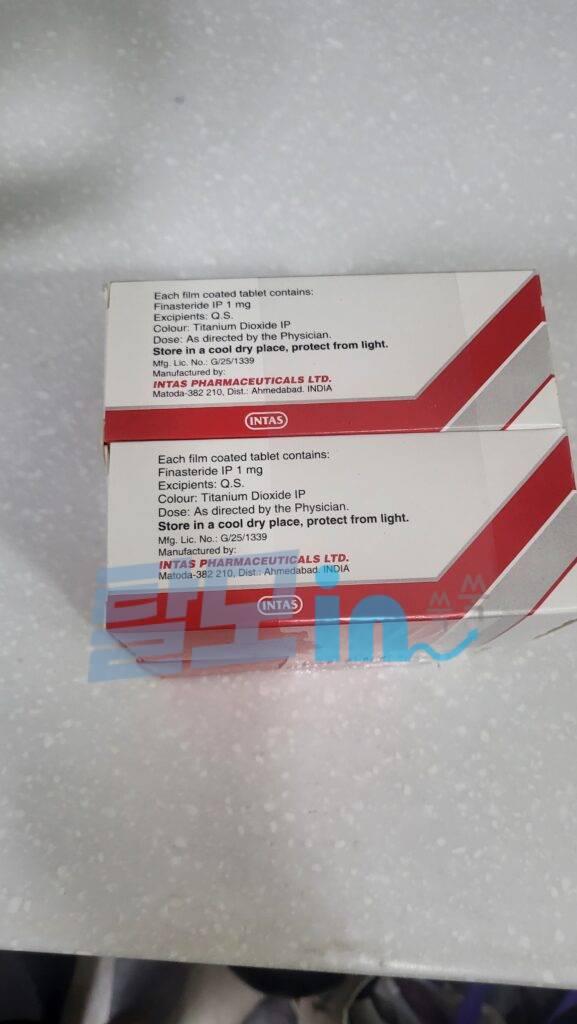 Each film coated tablet contains:
Finasteride IP 1 mg
Excipients: Q.S.
Colour: Titanium Dioxide IP
Dose: As directed by the Physician.
Store in a cool dry place, protect from light.
Mfg. Lic. No.: G/25/1339
Manufactured by:
INTAS PHARMACEUTICALS LTD.
Matoda-382 210, Dist.: Ahmedabad. INDIA
INTAS
Each film coated tablet contains:
Finasteride IP 1 mg
Excipients: Q.S.
Colour: Titanium Dioxide IP
Dose: As directed by the Physician.
Store in a cool dry place, protect from light.
Mfg. Lic. No.: G/25/1339
Manufactured by:
INTAS PHARMACEUTICALS LTD.
Matoda-382 210, Dist.: Ahmedabad. INDIA
INTAS
탈모in